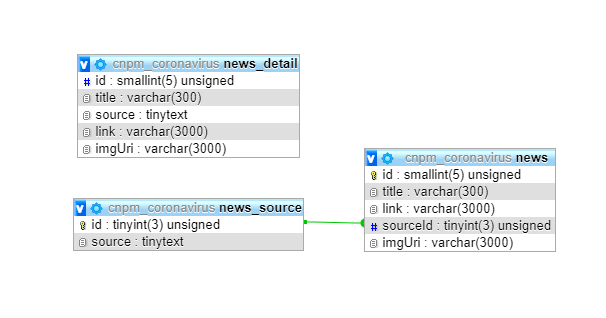 cnpm_coronavirus news_detail
# id : smallint(5) unsigned
title : varchar(300)
source : tinytext
link : varchar(3000)
imgUri : varchar(3000)
cnpm_coronavirus news_source
id : tinyint(3) unsigned
source : tinytext
cnpm_coronavirus news
id : smallint(5) unsigned
title : varchar(300)
link : varchar(3000)
# sourceId : tinyint(3) unsigned
imgUri : varchar(3000)